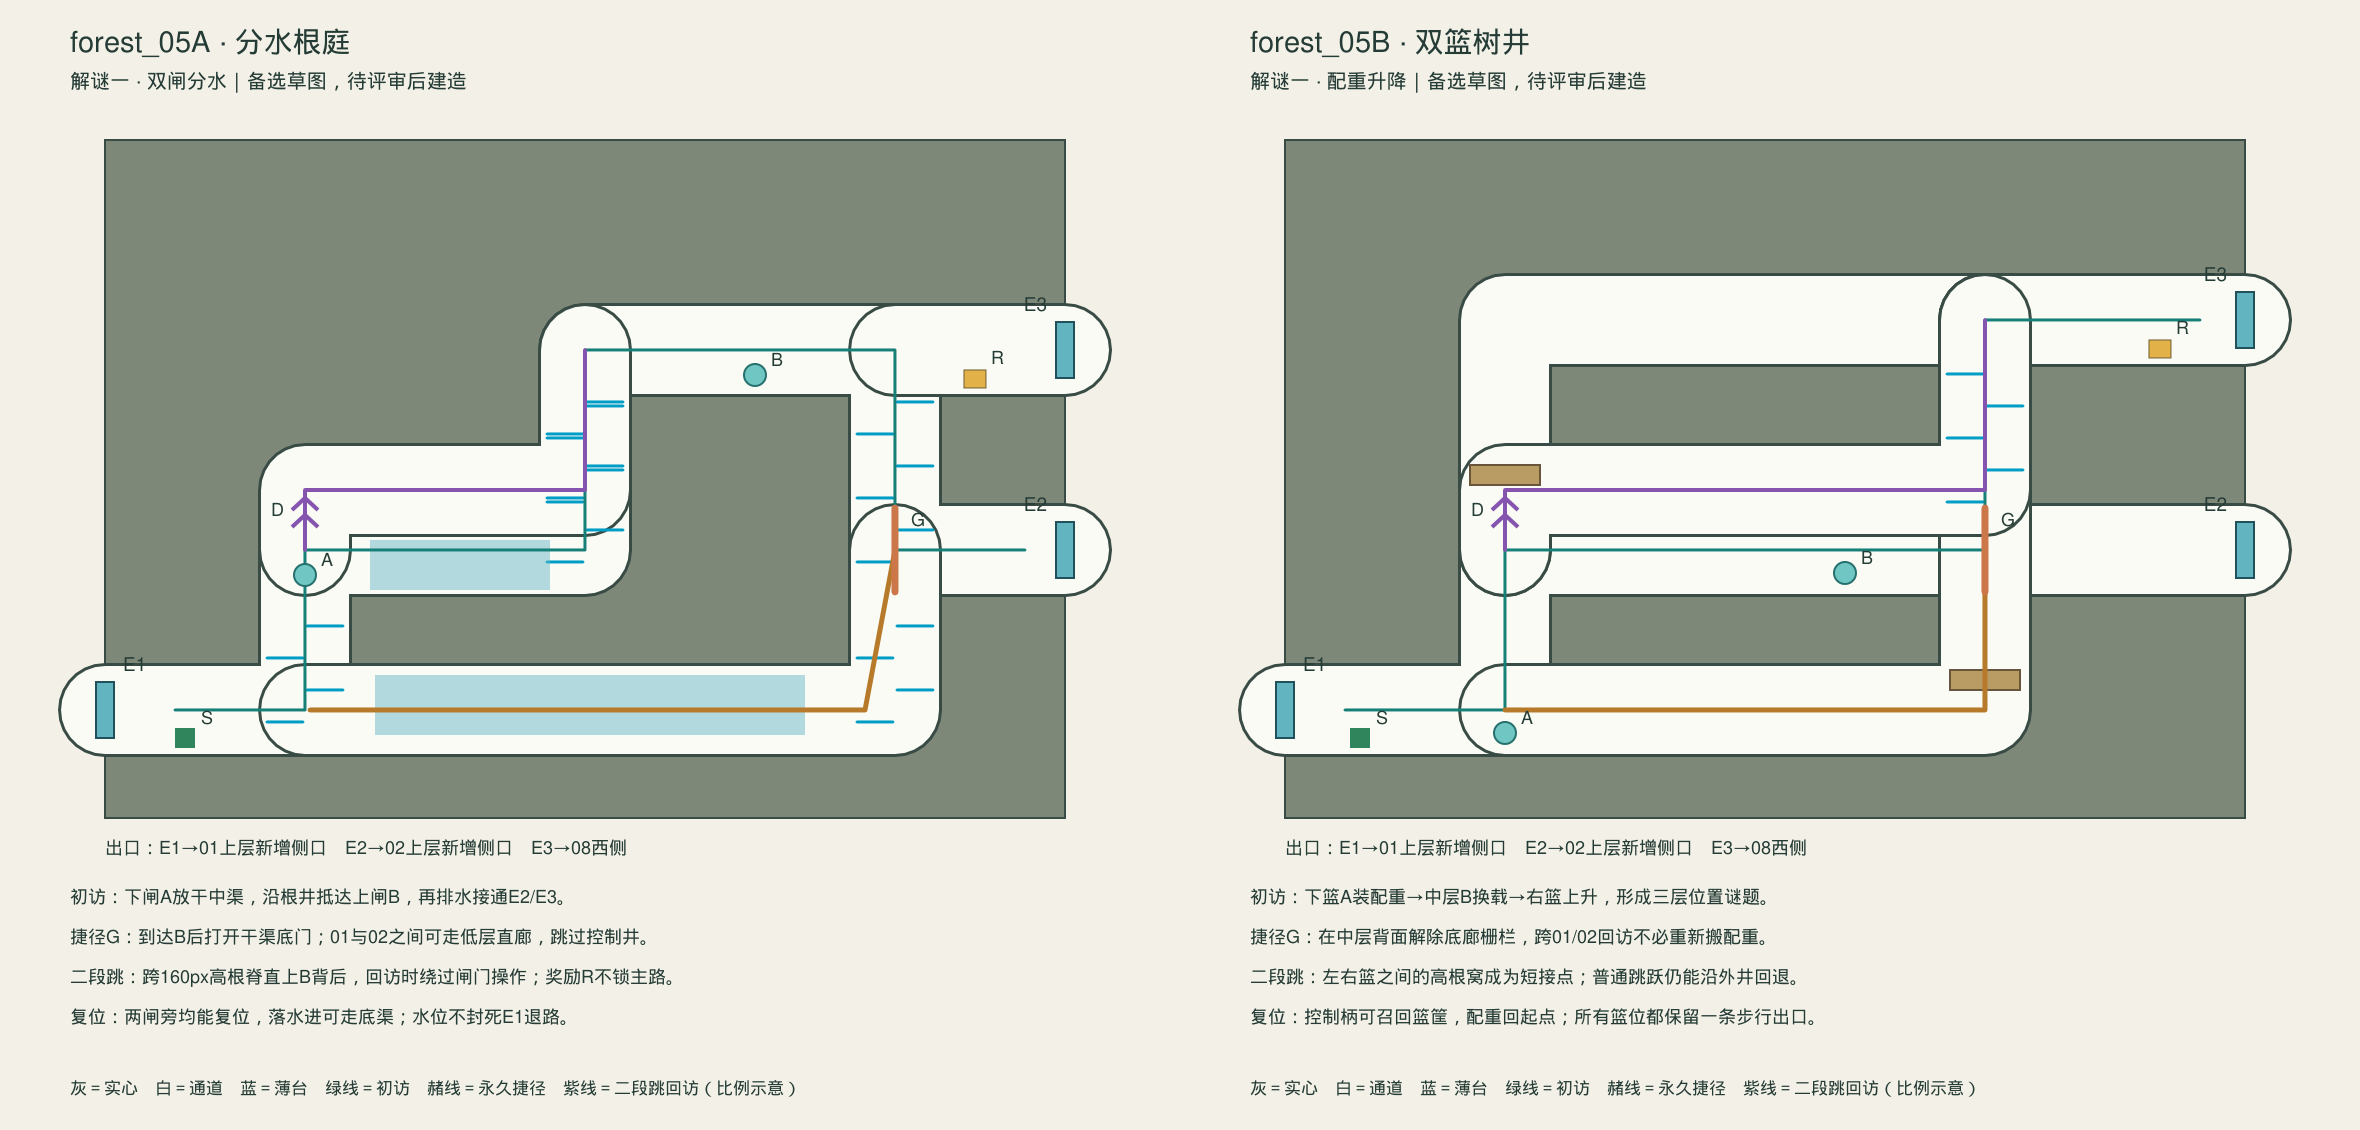 forest_05A · 分水根庭
解谜一 · 双闸分水｜备选草图，待评审后建造
E3
B
R
D
E2
G
A
E1
S
出口：E1→01上层新增侧口 E2→02上层新增侧口 E3→08西侧
初访：下闸A放干中渠，沿根井抵达上闸B，再排水接通E2/E3。
捷径G：到达B后打开干渠底门；01与02之间可走低层直廊，跳过控制井。
二段跳：跨160px高根脊直上B背后，回访时绕过闸门操作；奖励R不锁主路。
复位：两闸旁均能复位，落水进可走底渠；水位不封死E1退路。
灰＝实心 白＝通道 蓝＝薄台 绿线＝初访 赭线＝永久捷径 紫线＝二段跳回访（比例示意）
forest_05B · 双篮树井
解谜一 · 配重升降｜备选草图，待评审后建造
E3
R
D
E2
G
B
E1
S
A
出口：E1→01上层新增侧口 E2→02上层新增侧口 E3→08西侧
初访：下篮A装配重→中层B换载→右篮上升，形成三层位置谜题。
捷径G：在中层背面解除底廊栅栏，跨01/02回访不必重新搬配重。
二段跳：左右篮之间的高根窝成为短接点；普通跳跃仍能沿外井回退。
复位：控制柄可召回篮筐，配重回起点；所有篮位都保留一条步行出口。
灰＝实心 白＝通道 蓝＝薄台 绿线＝初访 赭线＝永久捷径 紫线＝二段跳回访（比例示意）